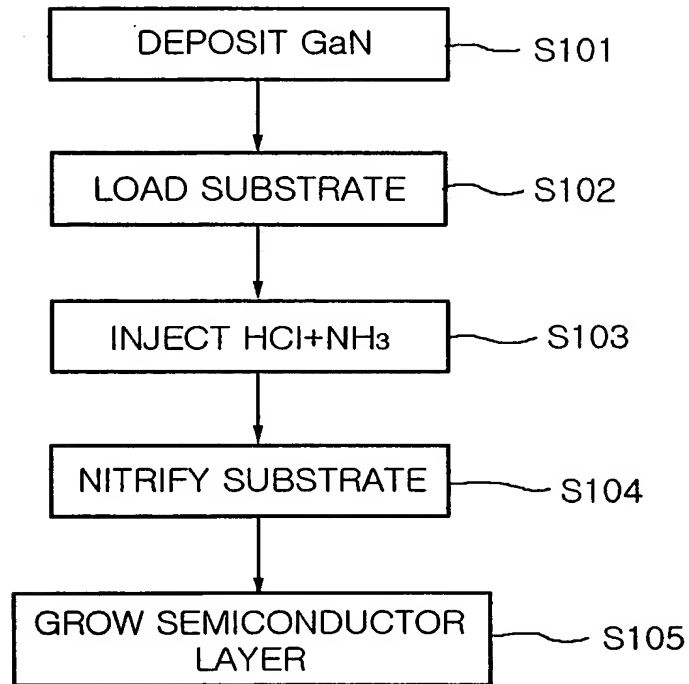 DEPOSIT GaN
S101
LOAD SUBSTRATE
S102
INJECT HCl+NH₃
S103
NITRIFY SUBSTRATE
S104
GROW SEMICONDUCTOR
LAYER
S105